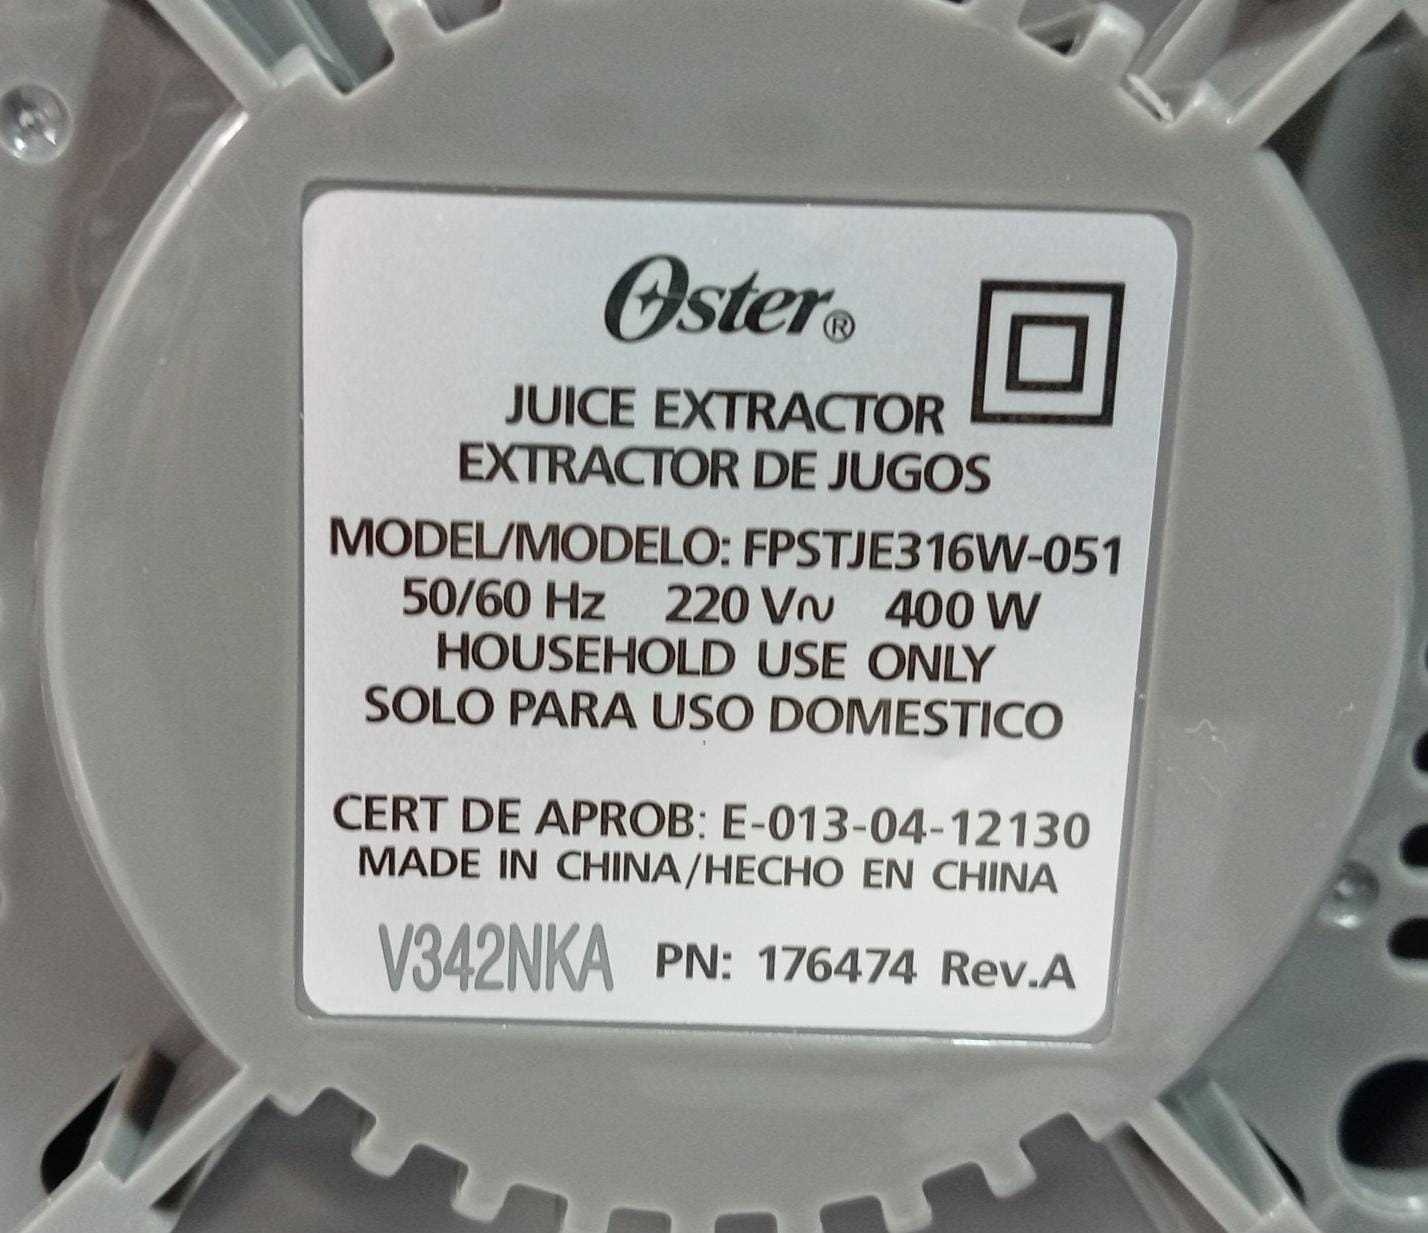 Oster®
JUICE EXTRACTOR
EXTRACTOR DE JUGOS
MODEL/MODELO: FPSTJE316W-051
50/60 Hz 220 V∿ 400 W
HOUSEHOLD USE ONLY
SOLO PARA USO DOMESTICO
CERT DE APROB: E-013-04-12130
MADE IN CHINA/HECHO EN CHINA
V342NKA PN: 176474 Rev.A